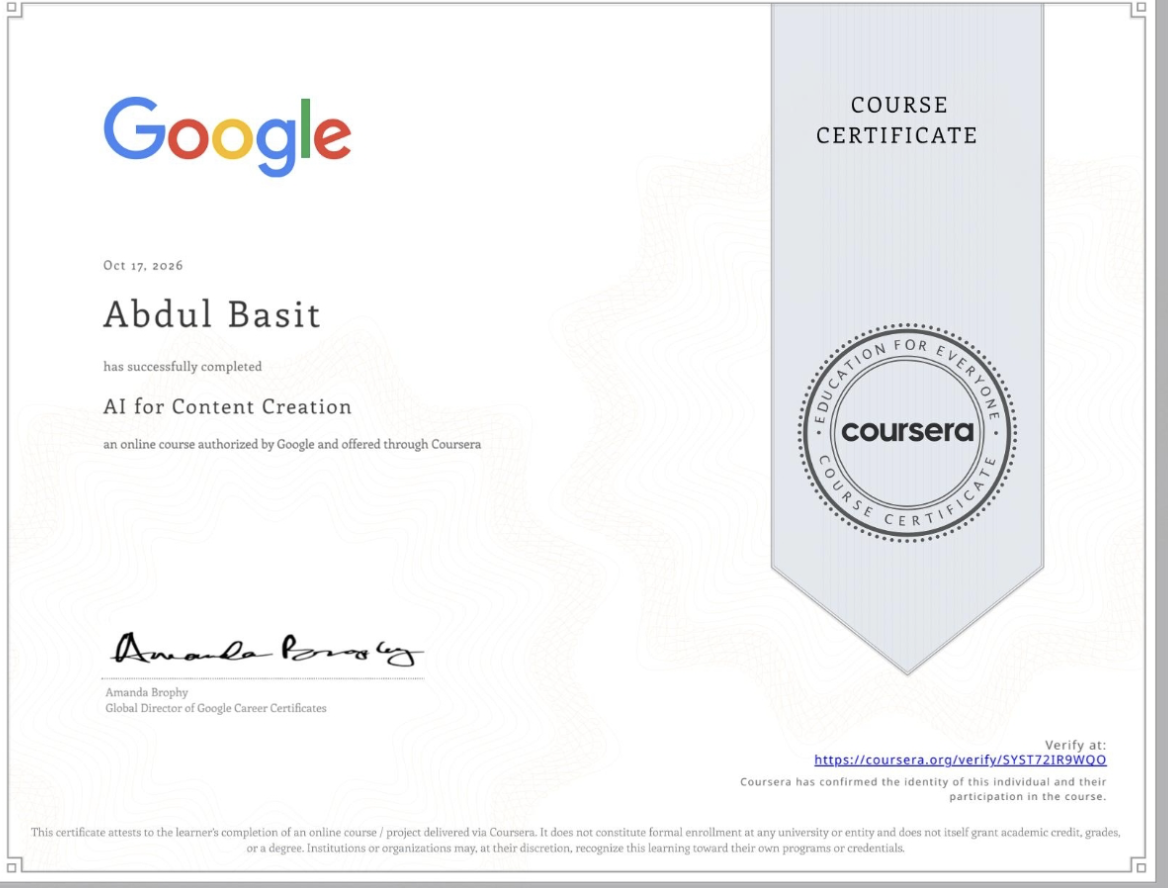 Google
COURSE
CERTIFICATE
Oct 17, 2026
Abdul Basit
has successfully completed
AI for Content Creation
an online course authorized by Google and offered through Coursera
EDUCATION FOR EVERYONE
coursera
COURSE CERTIFICATE
Amanda Brophy
Amanda Brophy
Global Director of Google Career Certificates
Verify at:
https://coursera.org/verify/SYST72IR9WQO
Coursera has confirmed the identity of this individual and their
participation in the course.
This certificate attests to the learner's completion of an online course / project delivered via Coursera. It does not constitute formal enrollment at any university or entity and does not itself grant academic credit, grades,
or a degree. Institutions or organizations may, at their discretion, recognize this learning toward their own programs or credentials.